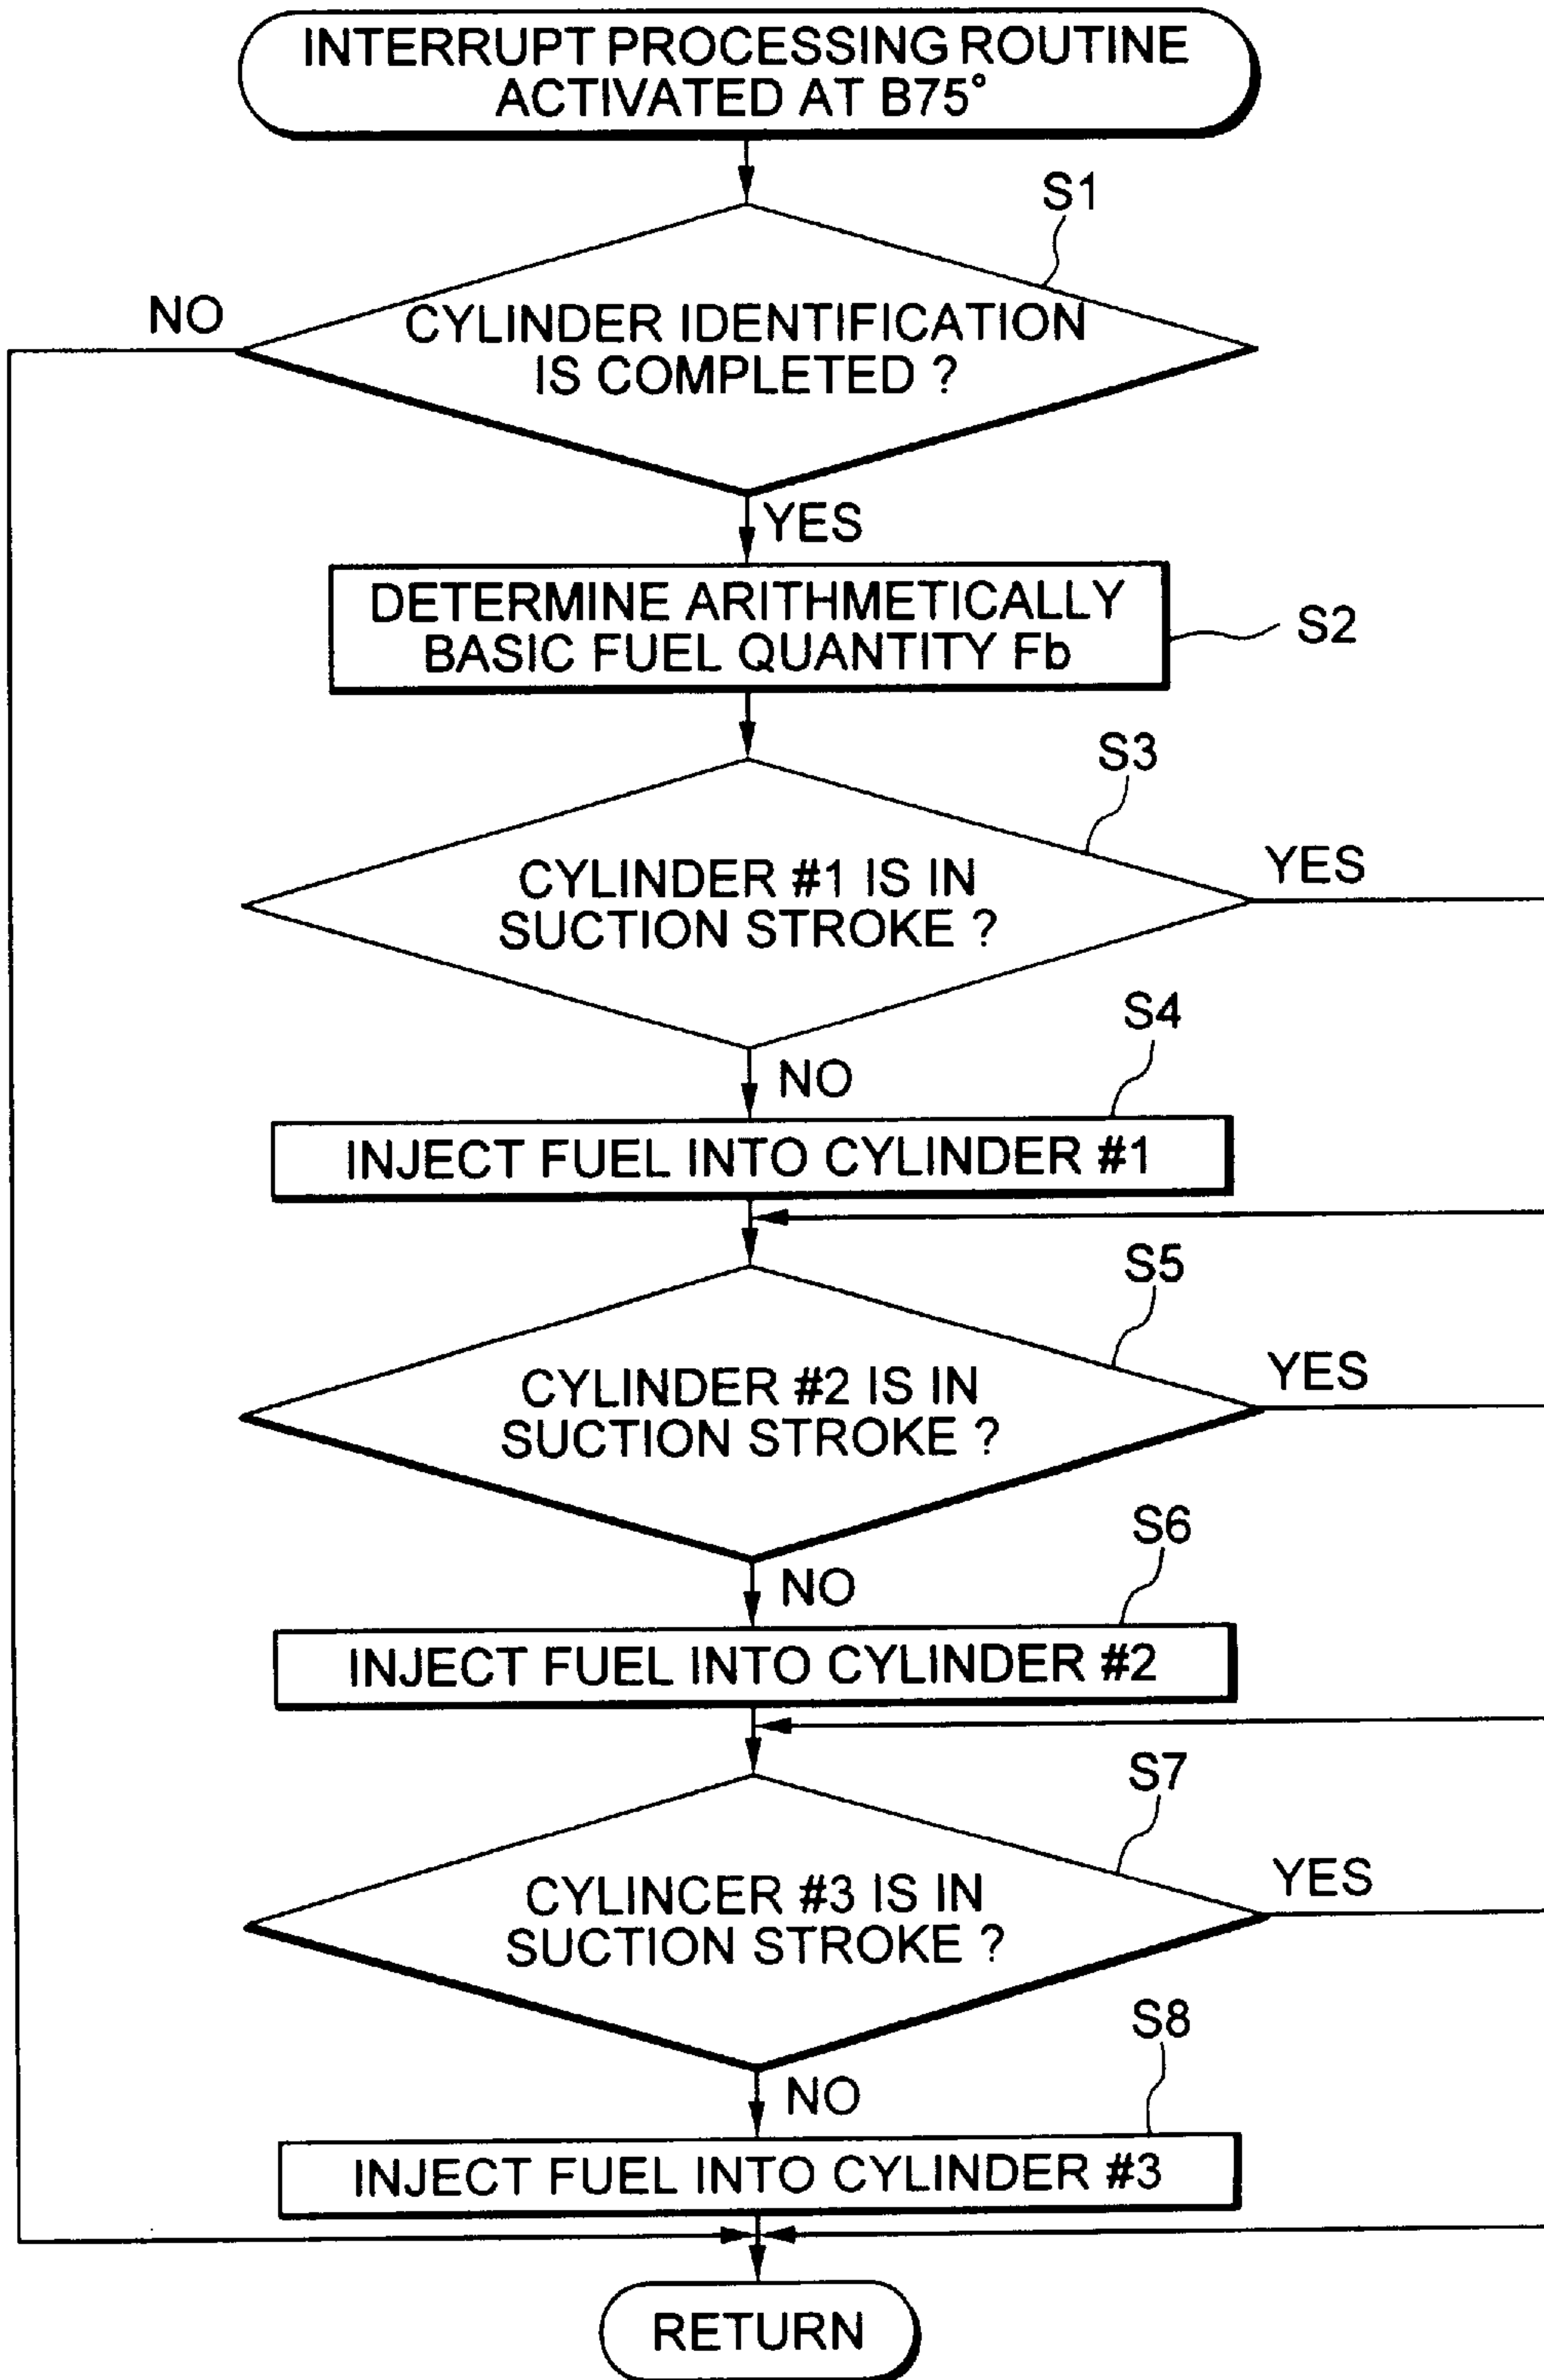 INTERRUPT PROCESSING ROUTINE
ACTIVATED AT B75°
S1
NO
CYLINDER IDENTIFICATION
IS COMPLETED ?
YES
DETERMINE ARITHMETICALLY
BASIC FUEL QUANTITY Fb
S2
S3
CYLINDER #1 IS IN
SUCTION STROKE ?
YES
S4
NO
INJECT FUEL INTO CYLINDER #1
S5
CYLINDER #2 IS IN
SUCTION STROKE ?
YES
S6
NO
INJECT FUEL INTO CYLINDER #2
S7
CYLINCER #3 IS IN
SUCTION STROKE ?
YES
S8
NO
INJECT FUEL INTO CYLINDER #3
RETURN